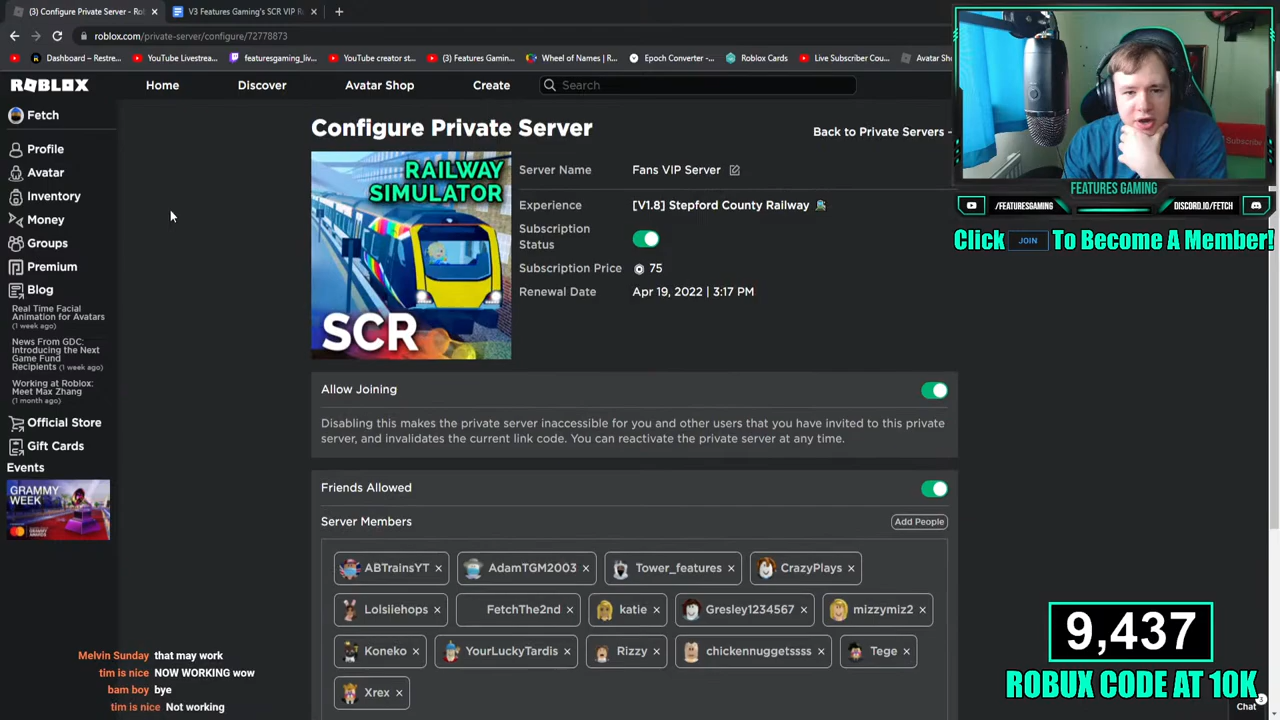 (3) Configure Private Server - Rob
V3 Features Gaming's SCR VIP Ru
roblox.com/private-server/configure/72778873
Dashboard – Restre...
YouTube Livestrea...
featuresgaming_liv...
YouTube creator st...
(3) Features Gamin...
Wheel of Names | R...
Epoch Converter -...
Roblox Cards
Live Subscriber Cou...
Avatar Sh
ROBLOX
Home
Discover
Avatar Shop
Create
Search
Fetch
Profile
Avatar
Inventory
Money
Groups
Premium
Blog
Real Time Facial
Animation for Avatars
(1 week ago)
News From GDC:
Introducing the Next
Game Fund
Recipients (1 week ago)
Working at Roblox:
Meet Max Zhang
(1 month ago)
Official Store
Gift Cards
Events
GRAMMY
WEEK
Configure Private Server
Back to Private Servers -
RAILWAY
SIMULATOR
SCR
Server Name
Fans VIP Server
Experience
[V1.8] Stepford County Railway
Subscription
Status
Subscription Price
75
Renewal Date
Apr 19, 2022 | 3:17 PM
Allow Joining
Disabling this makes the private server inaccessible for you and other users that you have invited to this private
server, and invalidates the current link code. You can reactivate the private server at any time.
Friends Allowed
Server Members
Add People
ABTrainsYT ×
AdamTGM2003 ×
Tower_features ×
CrazyPlays ×
Lolsiiehops ×
FetchThe2nd ×
katie ×
Gresley1234567 ×
mizzymiz2 ×
Koneko ×
YourLuckyTardis ×
Rizzy ×
chickennuggetssss ×
Tege ×
Xrex ×
Subscribe
FEATURES GAMING
/FEATURESGAMING
DISCORD.IO/FETCH
Click JOIN To Become A Member!
Melvin Sunday that may work
tim is nice NOW WORKING wow
bam boy bye
tim is nice Not working
9,437
ROBUX CODE AT 10K
Chat
3